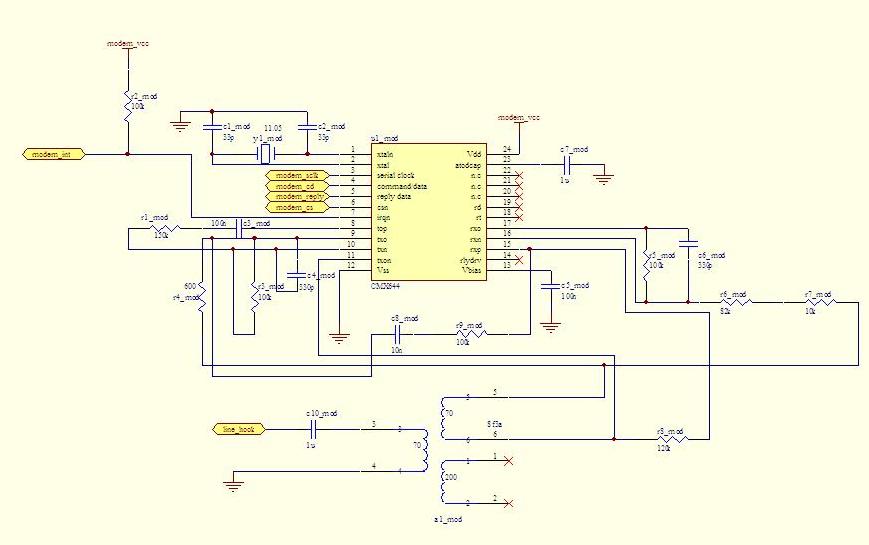 modem_vcc
r2_mod
100k
c1_mod
33p
11.05
y1_mod
c2_mod
33p
modem_int
u1_mod
modem_vcc
c7_mod
1u
1 xtaln Vdd 24
2 xtal atodcap 23
modem_sclk 3 serial clock n.c 22
modem_cd 4 command data n.c 21
modem_reply 5 reply data n.c 20
modem_cs 6 csn rd 19
7 irqn rt 18
8 top rxo 17
9 txo rxn 16
10 txn rxp 15
11 txon rlydrv 14
12 Vss Vbias 13
CMX644
r1_mod
150k
100n
c3_mod
600
r4_mod
r3_mod
100k
c4_mod
330p
c5_mod
100n
r5_mod
100k
c6_mod
330p
r6_mod
82k
r7_mod
10k
c8_mod
10n
r9_mod
100k
5 5
70
6 6
line_hook
c10_mod
1u
3 3
70
4 4
r8_mod
120k
1 1
200
2 2
a1_mod